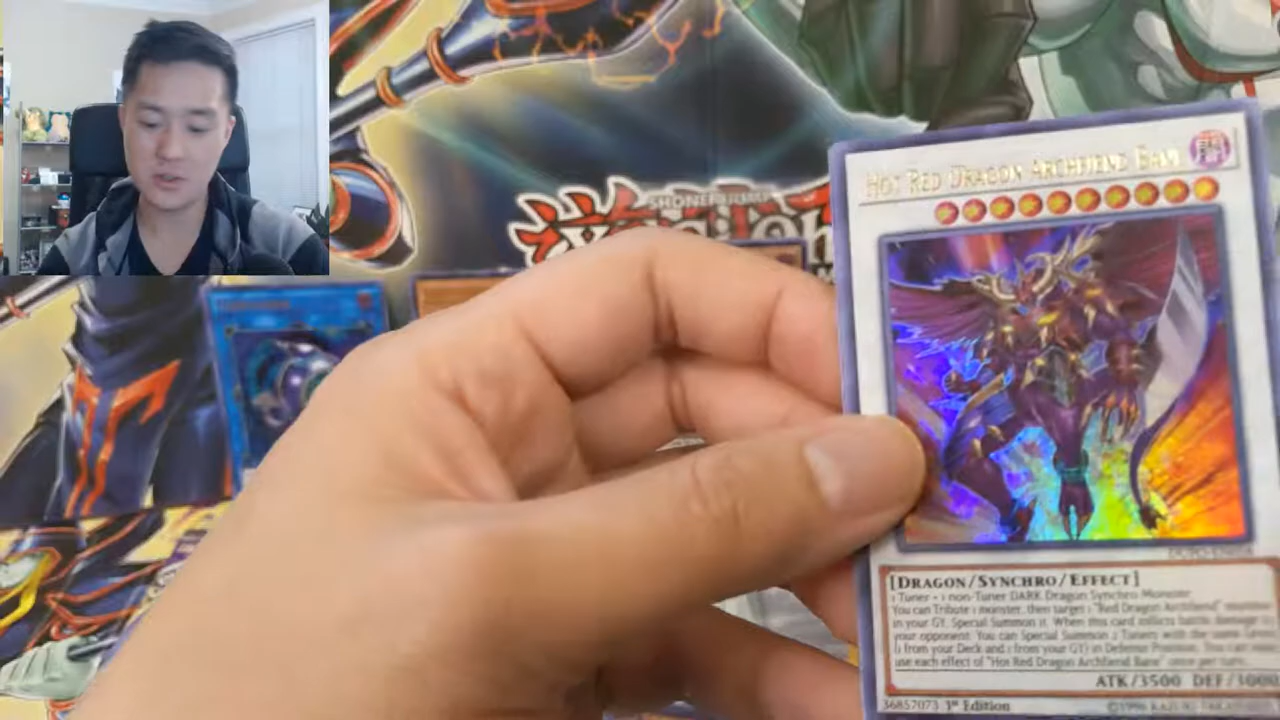 SHONEN JUMP
HOT RED DRAGON ARCHFIEND BANE
[DRAGON/SYNCHRO/EFFECT]
1 Tuner + 1 non-Tuner DARK Dragon Synchro Monster
You can Tribute 1 monster, then target 1 "Red Dragon Archfiend" monster
in your GY; Special Summon it. When this card inflicts battle damage to
your opponent: You can Special Summon 2 Tuners with the same Level
(1 from your Deck and 1 from your GY) in Defense Position. You can only
use each effect of "Hot Red Dragon Archfiend Bane" once per turn.
ATK/3500 DEF/3000
36857073 1st Edition ©1996 KAZUKI TAKAHASHI